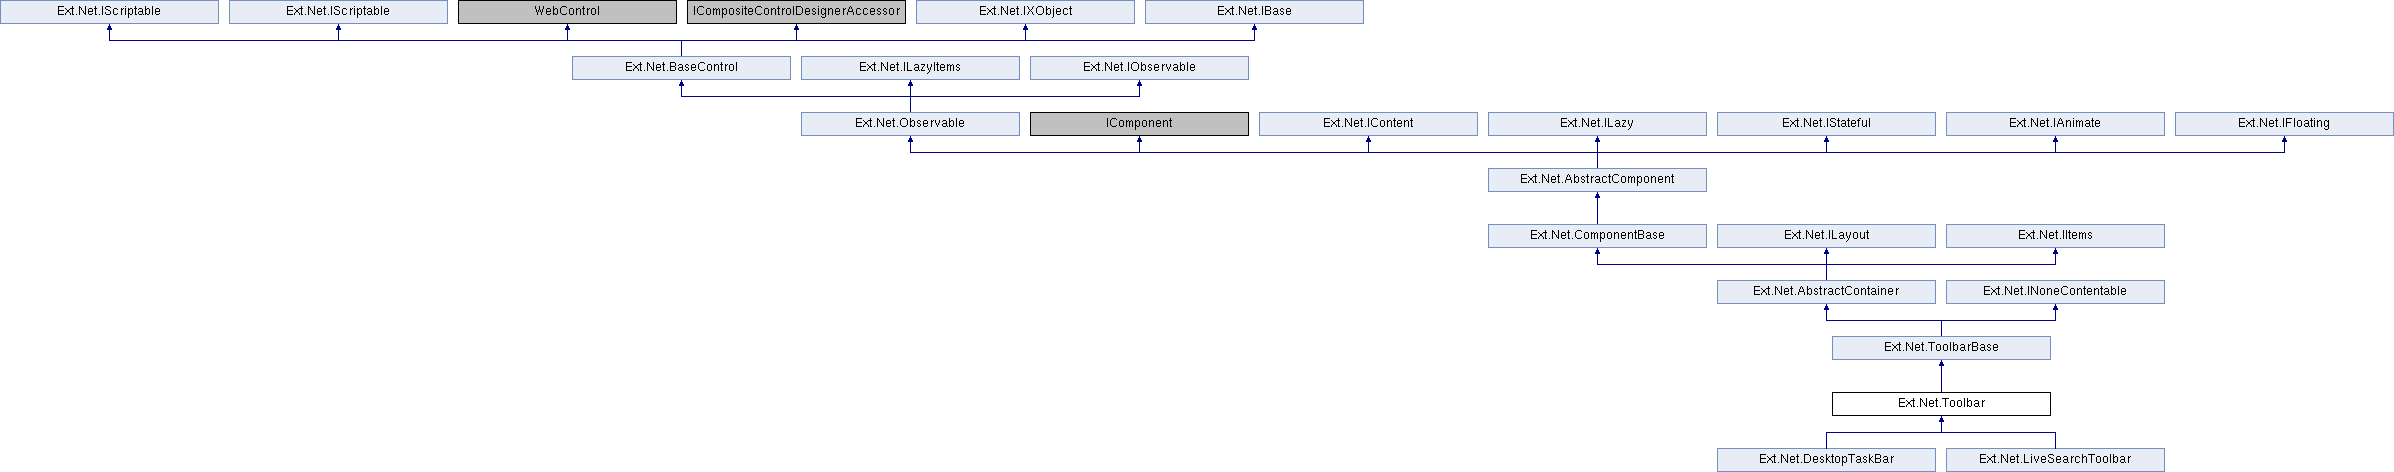 Ext.Net.IScriptable
Ext.Net.IScriptable
WebControl
ICompositeControlDesignerAccessor
Ext.Net.IXObject
Ext.Net.IBase
Ext.Net.BaseControl
Ext.Net.ILazyItems
Ext.Net.IObservable
Ext.Net.Observable
IComponent
Ext.Net.IContent
Ext.Net.ILazy
Ext.Net.IStateful
Ext.Net.IAnimate
Ext.Net.IFloating
Ext.Net.AbstractComponent
Ext.Net.ComponentBase
Ext.Net.ILayout
Ext.Net.IItems
Ext.Net.AbstractContainer
Ext.Net.INoneContentable
Ext.Net.ToolbarBase
Ext.Net.Toolbar
Ext.Net.DesktopTaskBar
Ext.Net.LiveSearchToolbar